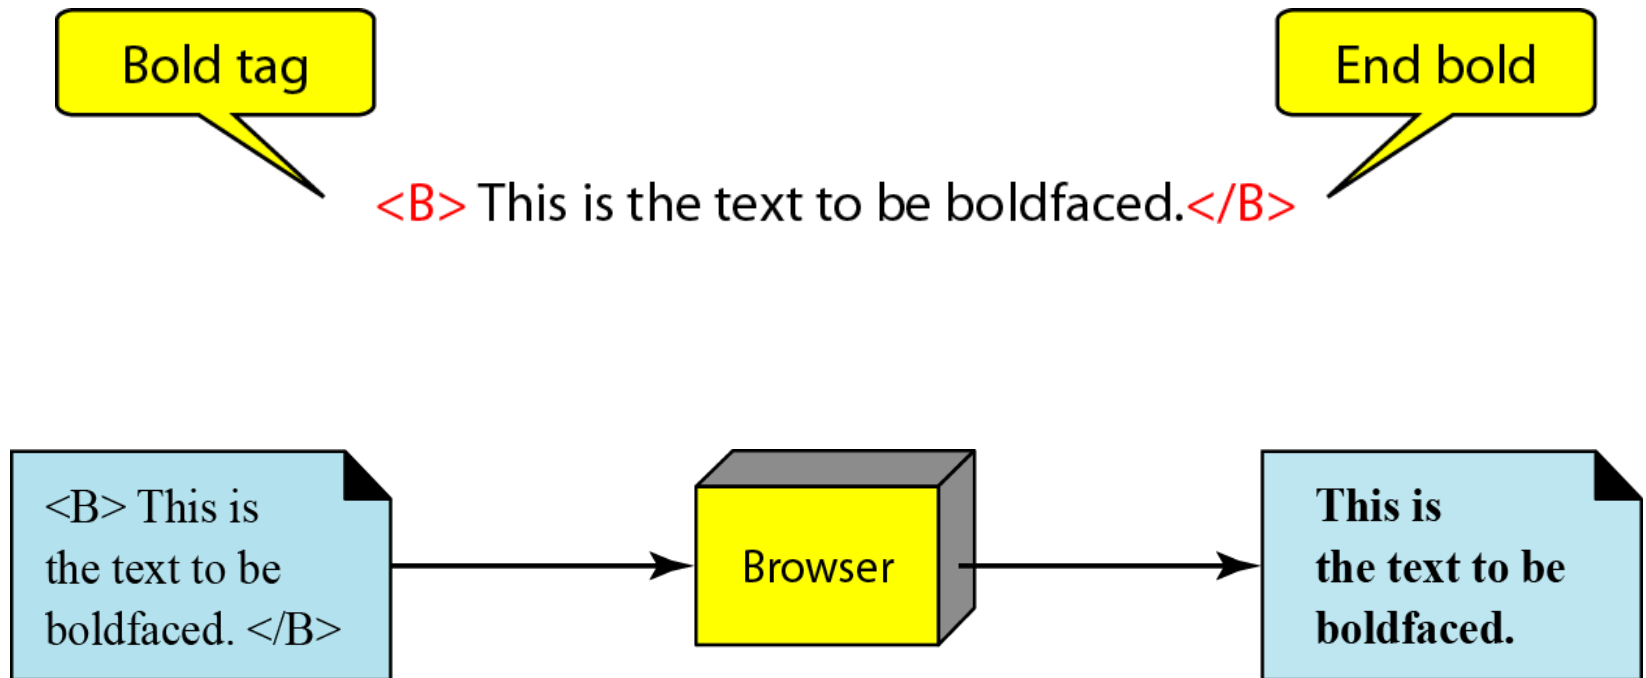 Bold tag
End bold
<B> This is the text to be boldfaced.</B>
<B> This is
the text to be
boldfaced. </B>
Browser
This is
the text to be
boldfaced.